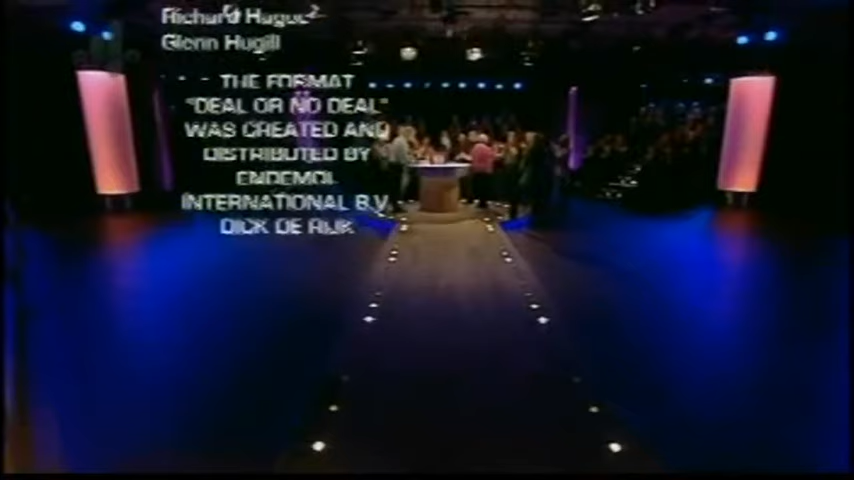 Richard Hague
Glenn Hugill
THE FORMAT
"DEAL OR NO DEAL"
WAS CREATED AND
DISTRIBUTED BY
ENDEMOL
INTERNATIONAL B.V.
DICK DE RIJK